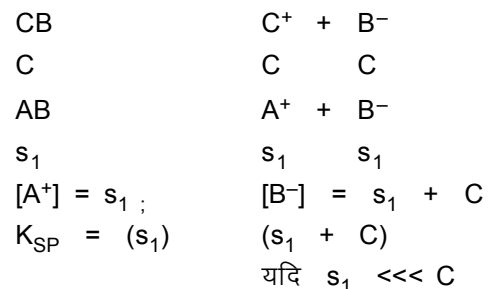 CB C⁺ + B⁻
C C C
AB A⁺ + B⁻
s₁ s₁ s₁
[A⁺] = s₁ ; [B⁻] = s₁ + C
K_SP = (s₁) (s₁ + C)
यदि s₁ <<< C